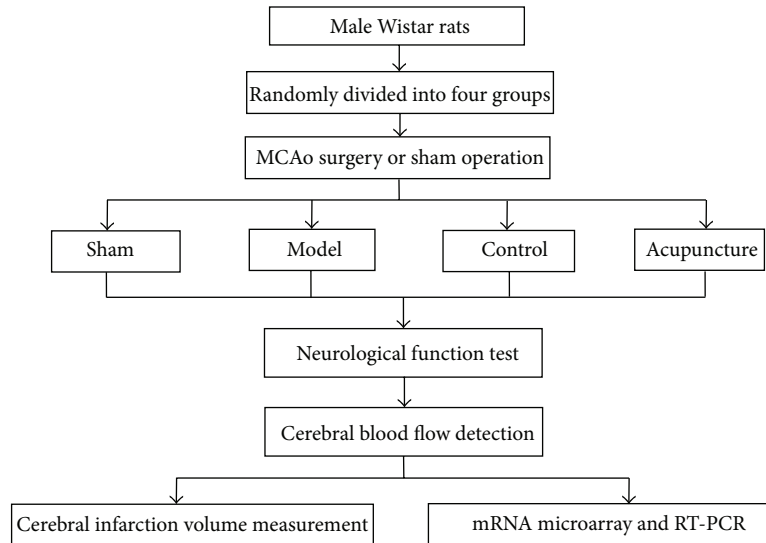 Male Wistar rats
Randomly divided into four groups
MCAo surgery or sham operation
Sham
Model
Control
Acupuncture
Neurological function test
Cerebral blood flow detection
Cerebral infarction volume measurement
mRNA microarray and RT-PCR